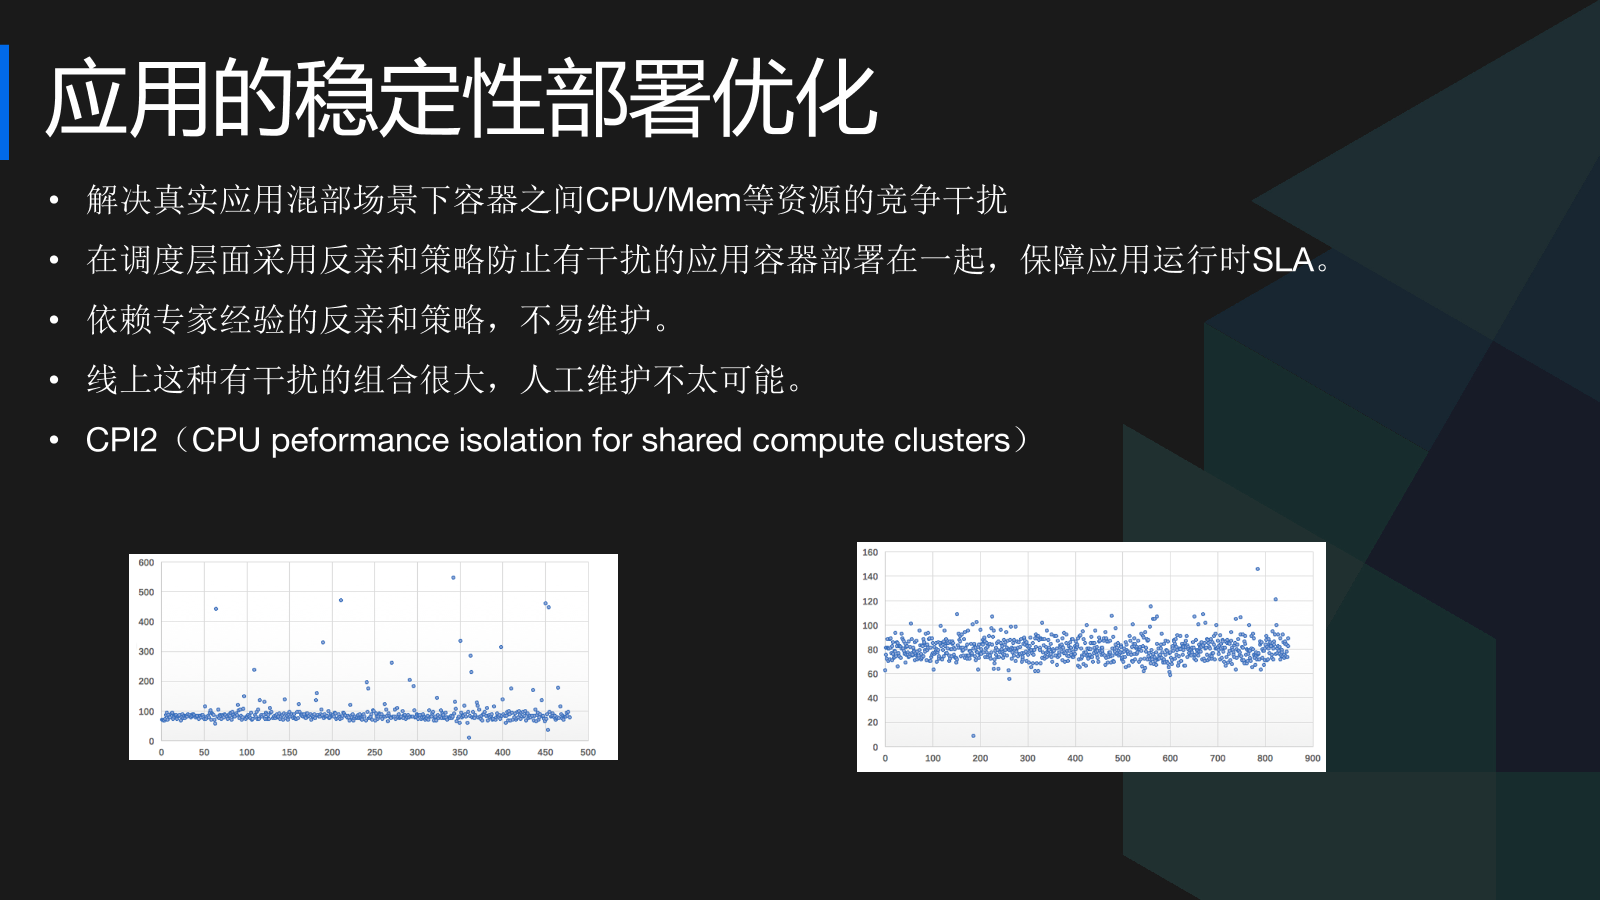 应用的稳定性部署优化
• 解决真实应用混部场景下容器之间CPU/Mem等资源的竞争干扰
• 在调度层面采用反亲和策略防止有干扰的应用容器部署在一起，保障应用运行时SLA。
• 依赖专家经验的反亲和策略，不易维护。
• 线上这种有干扰的组合很大，人工维护不太可能。
• CPI2（CPU peformance isolation for shared compute clusters）
600
500
400
300
200
100
0
0 50 100 150 200 250 300 350 400 450 500
160
140
120
100
80
60
40
20
0
0 100 200 300 400 500 600 700 800 900